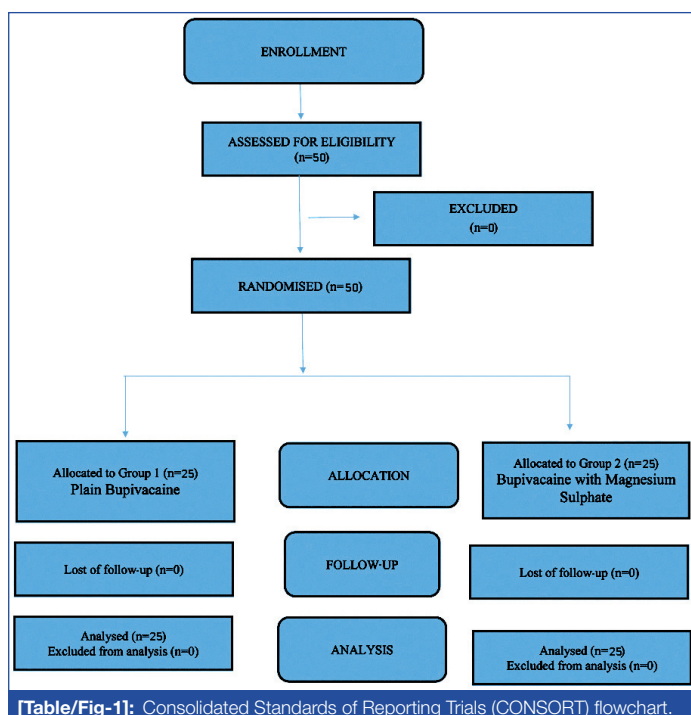 ENROLLMENT
ASSESSED FOR ELIGIBILITY
(n=50)
EXCLUDED
(n=0)
RANDOMISED (n=50)
Allocated to Group 1 (n=25)
Plain Bupivacaine
ALLOCATION
Allocated to Group 2 (n=25)
Bupivacaine with Magnesium
Sulphate
Lost of follow-up (n=0)
FOLLOW-UP
Lost of follow-up (n=0)
Analysed (n=25)
Excluded from analysis (n=0)
ANALYSIS
Analysed (n=25)
Excluded from analysis (n=0)
[Table/Fig-1]: Consolidated Standards of Reporting Trials (CONSORT) flowchart.